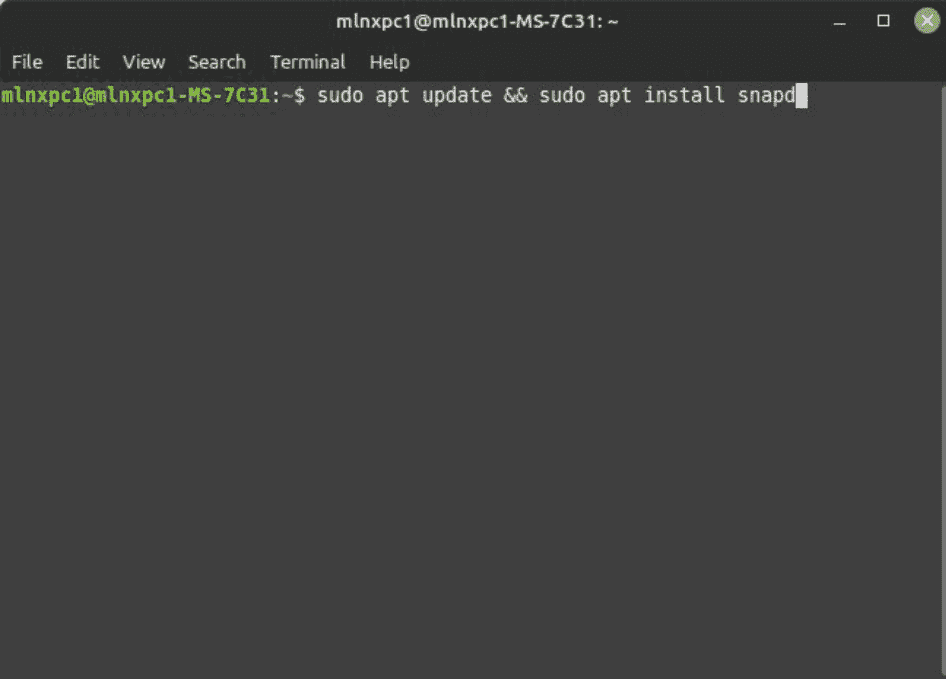 mlnxpc1@mlnxpc1-MS-7C31: ~
File Edit View Search Terminal Help
mlnxpc1@mlnxpc1-MS-7C31:~$ sudo apt update && sudo apt install snapd